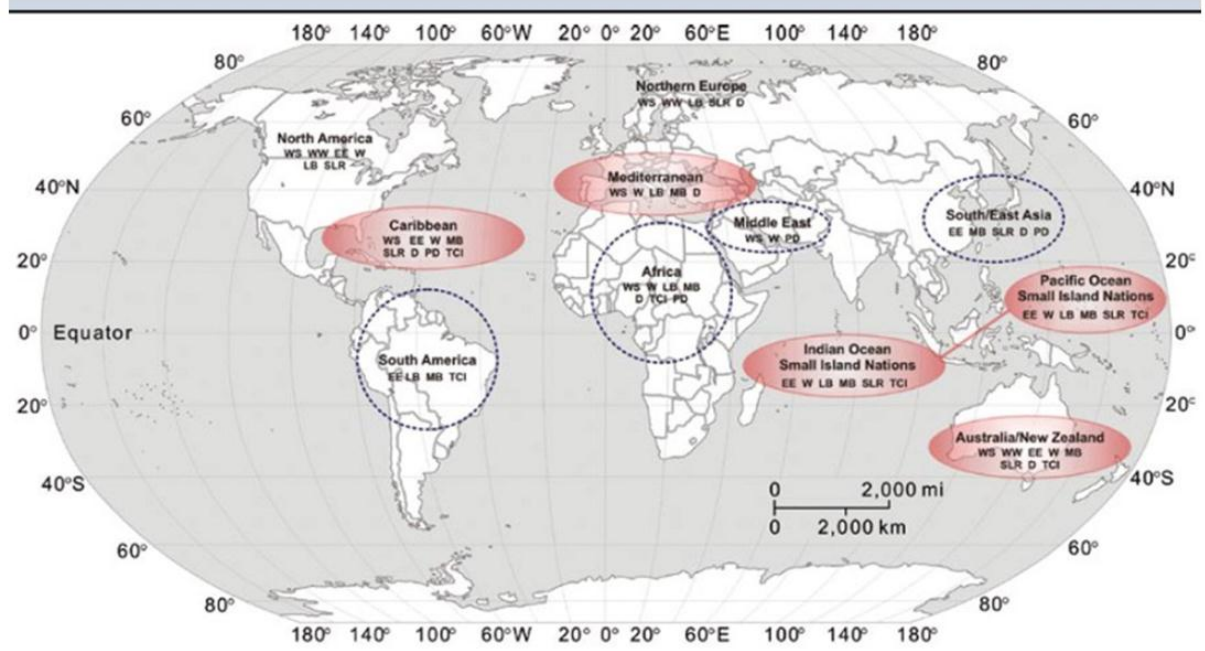 180° 140° 100° 60°W 20° 0° 20° 60°E 100° 140° 180°
80° 80°
Northern Europe
WS WW LB SLR D
60° 60°
North America
WS WW EE W
LB SLR
Mediterranean
WS W LB MB D
40°N 40°N
South/East Asia
EE MB SLR D PD
Middle East
WS W PD
Caribbean
WS EE W MB
SLR D PD TCI
20° 20°
Africa
WS W LB MB
D TCI PD
Pacific Ocean
Small Island Nations
EE W LB MB SLR TCI
0° Equator 0°
South America
EE LB MB TCI
Indian Ocean
Small Island Nations
EE W LB MB SLR TCI
20° 20°
Australia/New Zealand
WS WW EE W MB
SLR D TCI
40°S 40°S
0 2,000 mi
0 2,000 km
60° 60°
80° 80°
180° 140° 100° 60°W 20° 0° 20° 60°E 100° 140° 180°